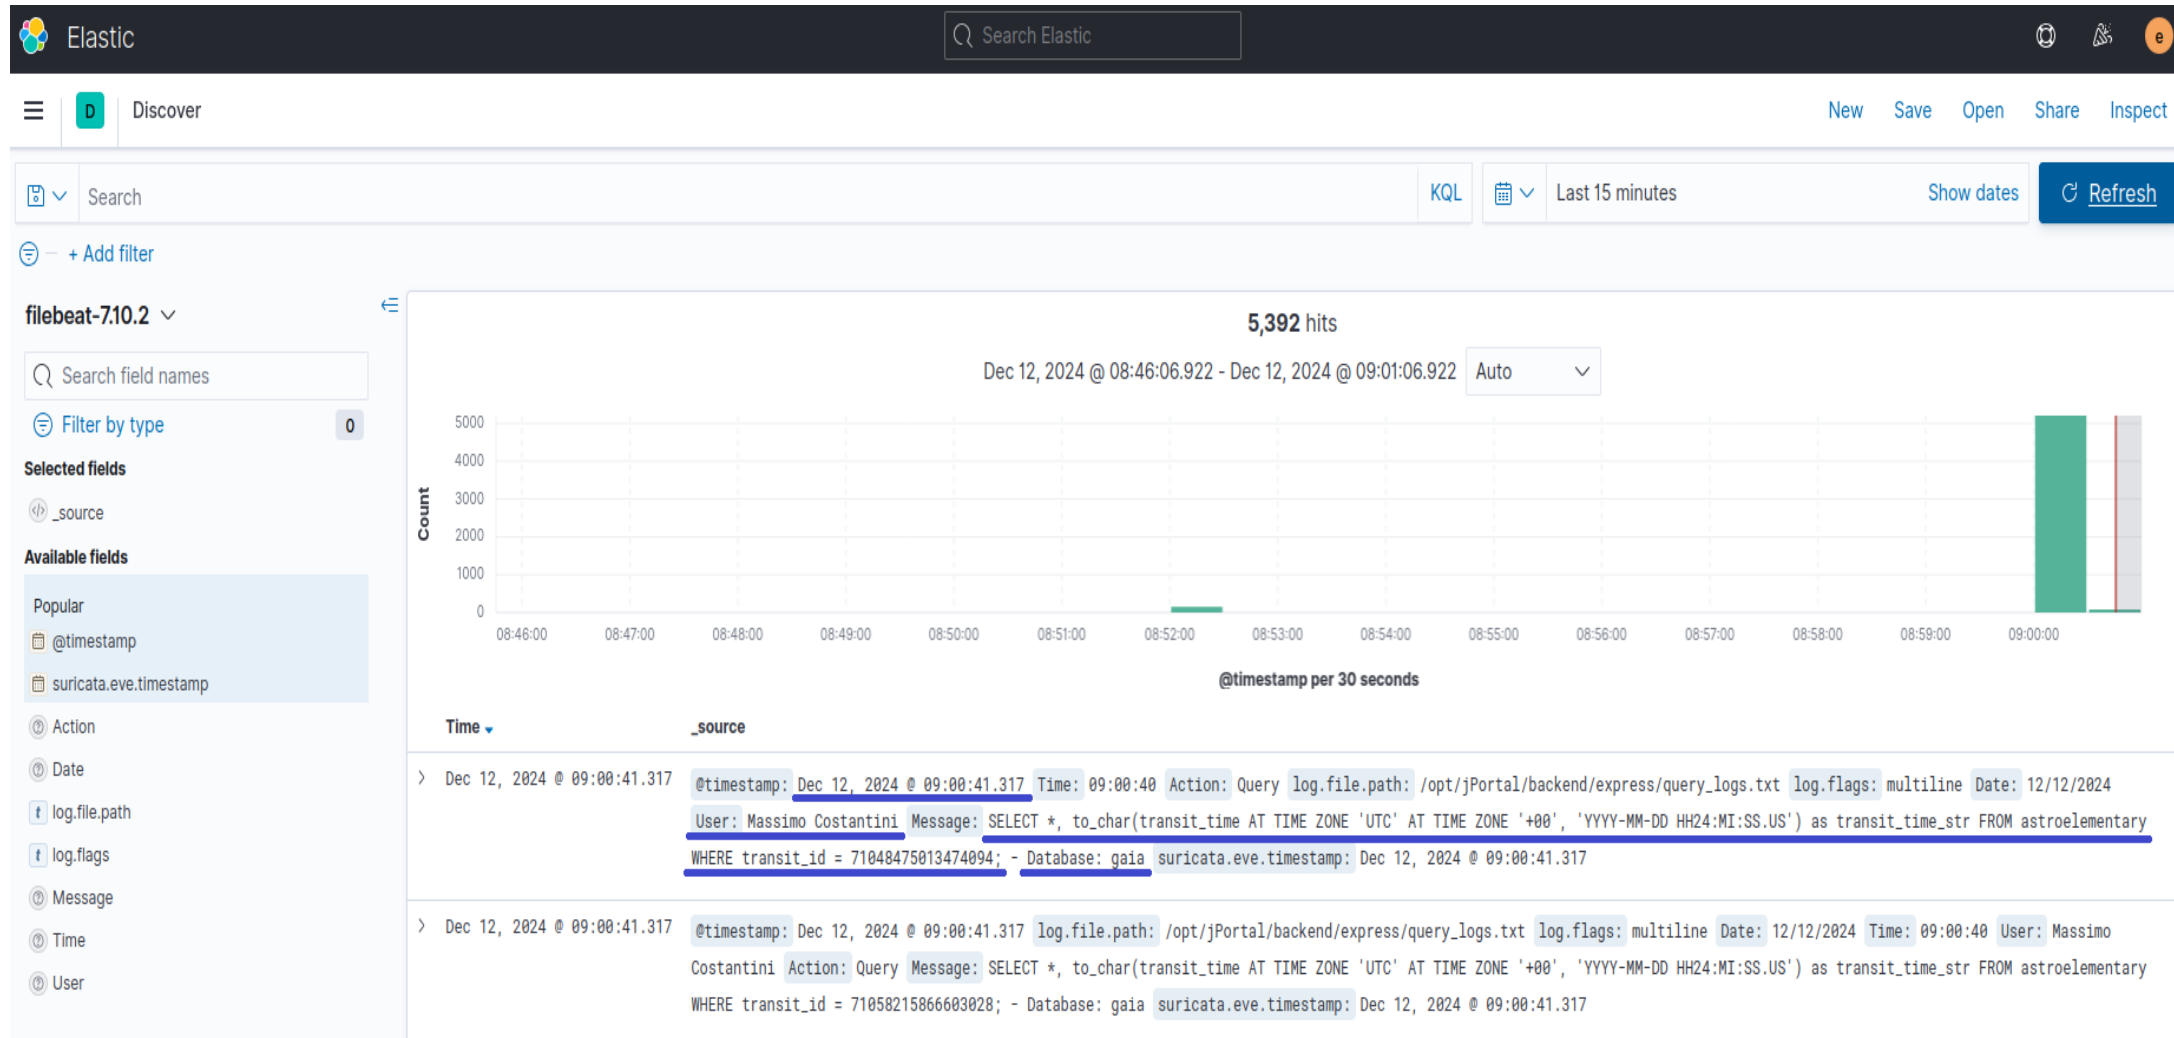 Elastic
Search Elastic
e
D
Discover
New Save Open Share Inspect
Search
KQL
Last 15 minutes
Show dates
Refresh
+ Add filter
filebeat-7.10.2
Search field names
Filter by type
0
Selected fields
_source
Available fields
Popular
@timestamp
suricata.eve.timestamp
Action
Date
t log.file.path
t log.flags
Message
Time
User
5,392 hits
Dec 12, 2024 @ 08:46:06.922 - Dec 12, 2024 @ 09:01:06.922 Auto
Count
5000
4000
3000
2000
1000
0
08:46:00 08:47:00 08:48:00 08:49:00 08:50:00 08:51:00 08:52:00 08:53:00 08:54:00 08:55:00 08:56:00 08:57:00 08:58:00 08:59:00 09:00:00
@timestamp per 30 seconds
Time _source
Dec 12, 2024 @ 09:00:41.317 @timestamp: Dec 12, 2024 @ 09:00:41.317 Time: 09:00:40 Action: Query log.file.path: /opt/jPortal/backend/express/query_logs.txt log.flags: multiline Date: 12/12/2024
User: Massimo Costantini Message: SELECT *, to_char(transit_time AT TIME ZONE 'UTC' AT TIME ZONE '+00', 'YYYY-MM-DD HH24:MI:SS.US') as transit_time_str FROM astroelementary
WHERE transit_id = 71048475013474094; - Database: gaia suricata.eve.timestamp: Dec 12, 2024 @ 09:00:41.317
Dec 12, 2024 @ 09:00:41.317 @timestamp: Dec 12, 2024 @ 09:00:41.317 log.file.path: /opt/jPortal/backend/express/query_logs.txt log.flags: multiline Date: 12/12/2024 Time: 09:00:40 User: Massimo
Costantini Action: Query Message: SELECT *, to_char(transit_time AT TIME ZONE 'UTC' AT TIME ZONE '+00', 'YYYY-MM-DD HH24:MI:SS.US') as transit_time_str FROM astroelementary
WHERE transit_id = 71058215866603028; - Database: gaia suricata.eve.timestamp: Dec 12, 2024 @ 09:00:41.317